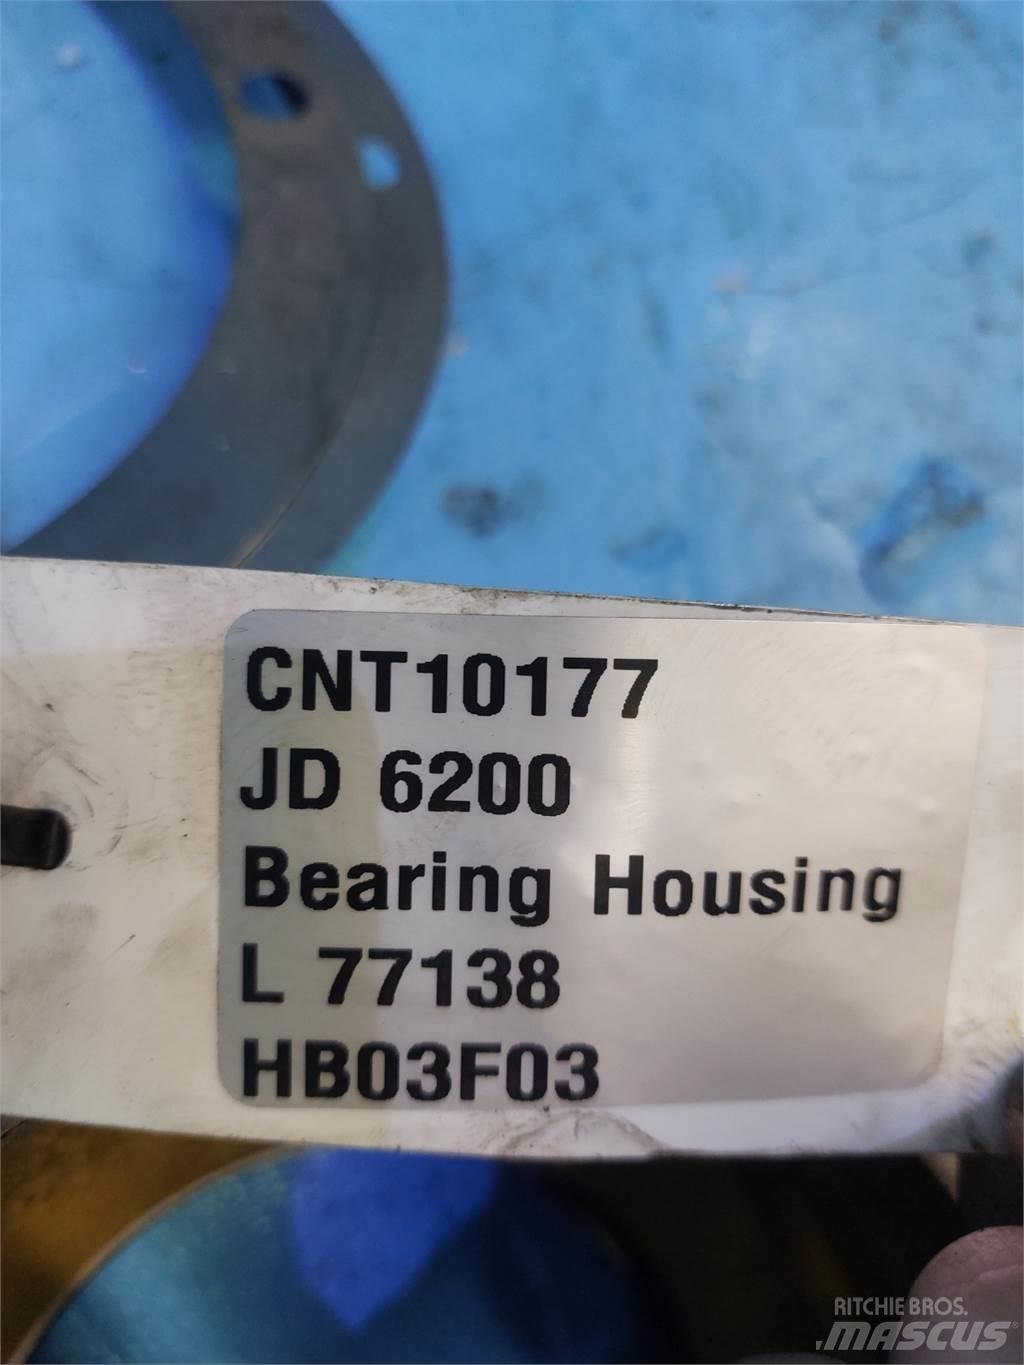 CNT10177
JD 6200
Bearing Housing
L 77138
HB03F03
RITCHIE BROS.
MASCUS